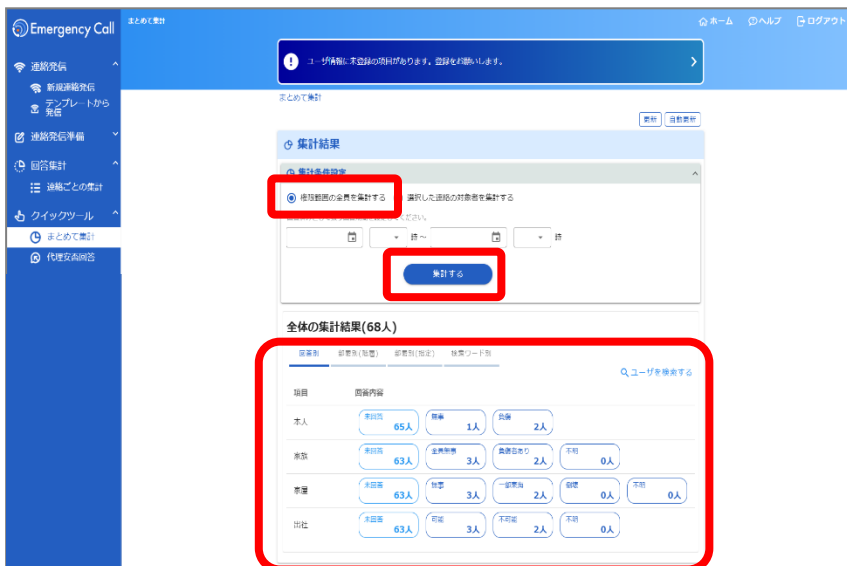 Emergency Call
まとめて集計
ホーム
ヘルプ
ログアウト
連絡発信
新規連絡発信
テンプレートから
発信
連絡発信準備
回答集計
連絡ごとの集計
クイックツール
まとめて集計
代理安否回答
ユーザ情報に未登録の項目があります。登録をお願いします。
まとめて集計
更新 自動更新
集計結果
集計条件設定
権限範囲の全員を集計する 選択した連絡の対象者を集計する
ください。
時～ 時
集計する
全体の集計結果(68人)
回答別 部署別(階層) 部署別(指定) 検索ワード別
ユーザを検索する
項目 回答内容
本人 未回答 65人 無事 1人 負傷 2人
家族 未回答 63人 全員無事 3人 負傷者あり 2人 不明 0人
家屋 未回答 63人 無事 3人 一部損治 2人 倒壊 0人 不明 0人
出社 未回答 63人 可能 3人 不可能 2人 不明 0人